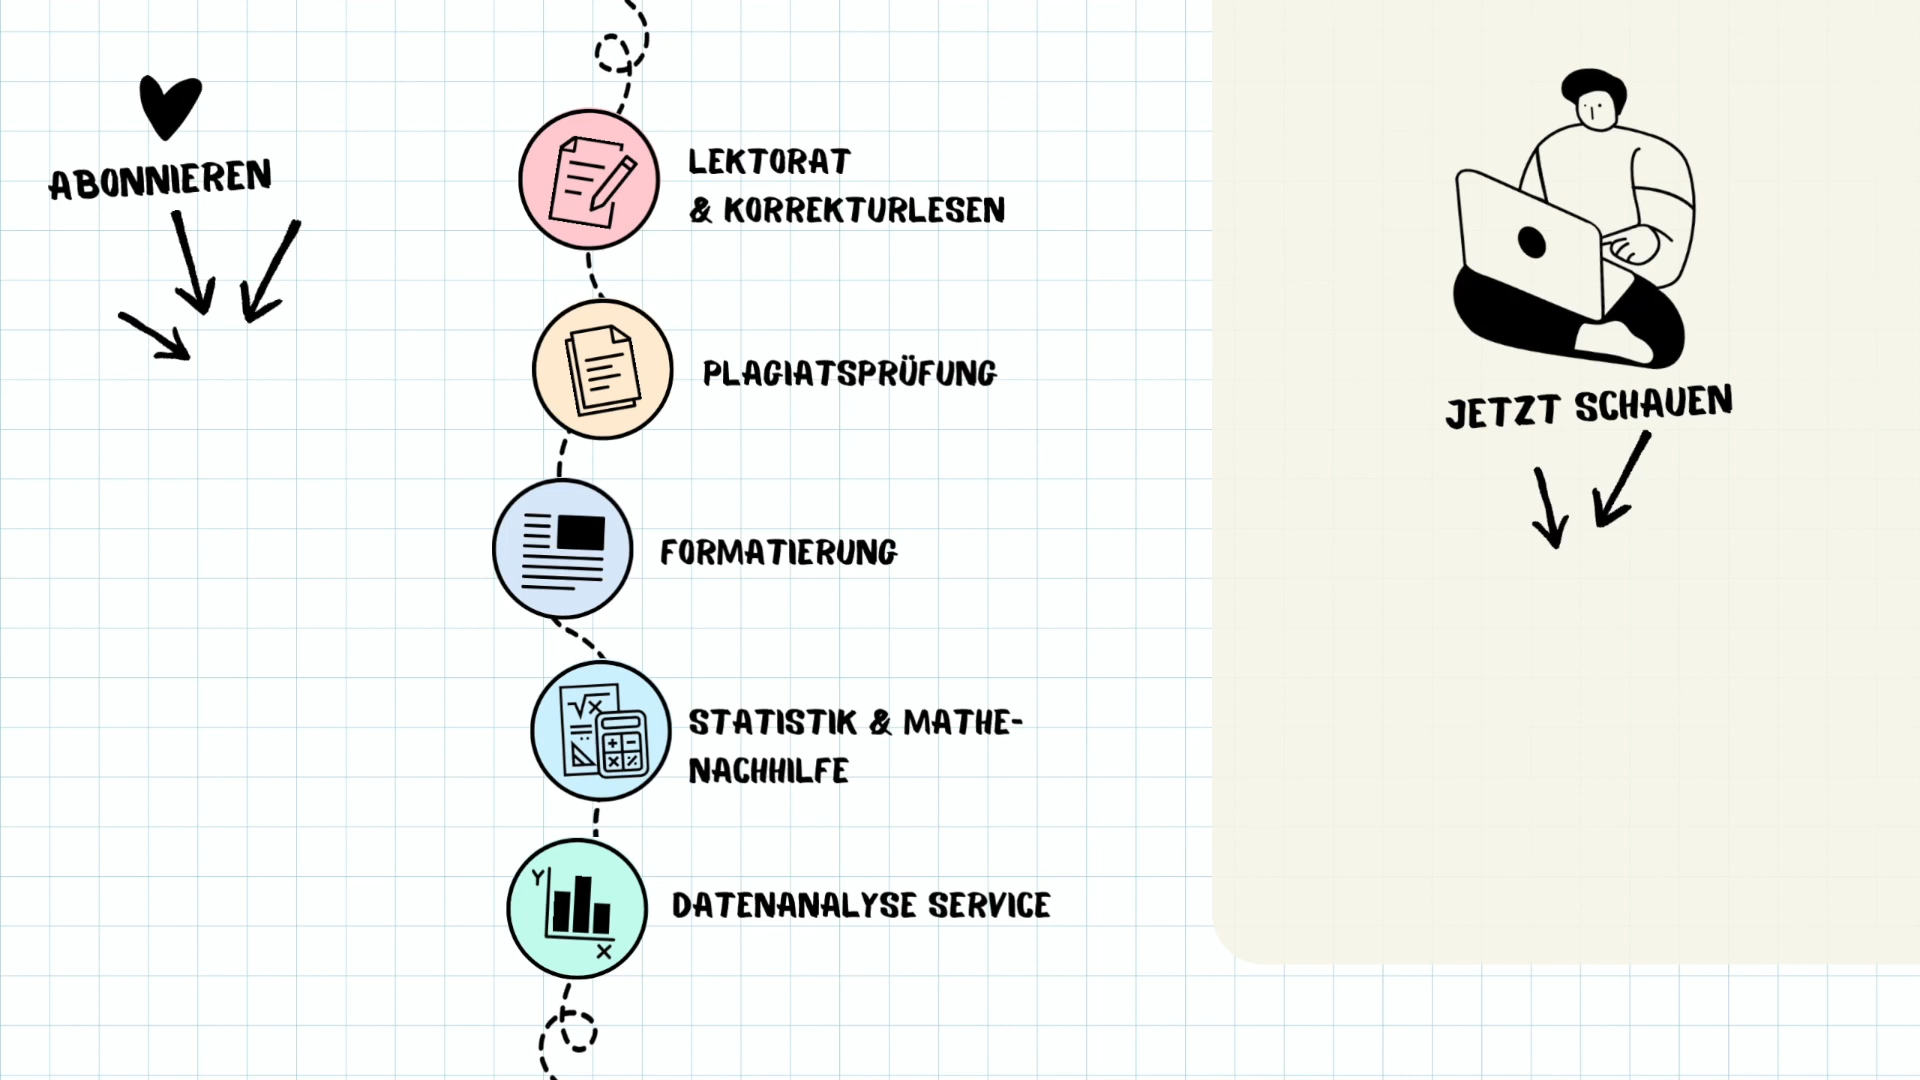 ABONNIEREN
LEKTORAT
& KORREKTURLESEN
PLAGIATSPRÜFUNG
FORMATIERUNG
√X
STATISTIK & MATHE-
NACHHILFE
Y
X
DATENANALYSE SERVICE
JETZT SCHAUEN